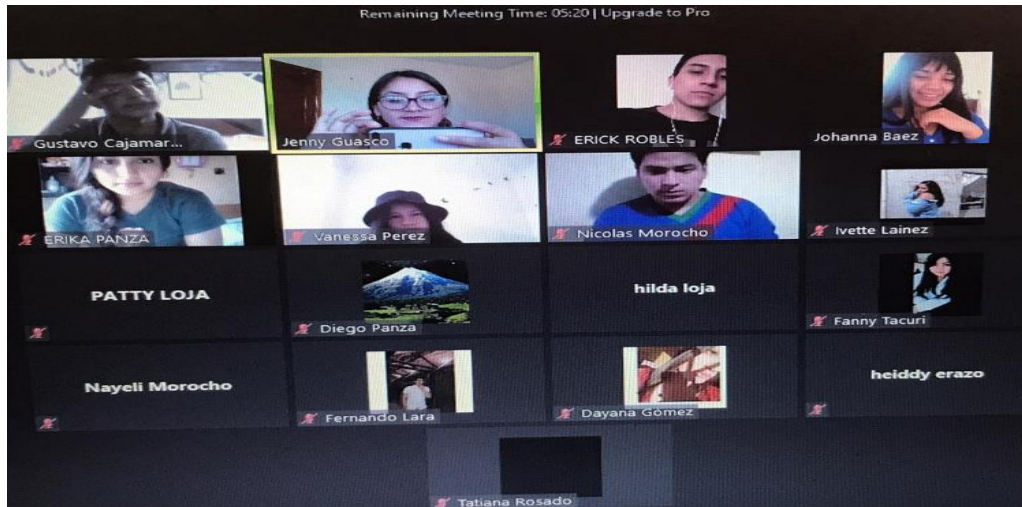 Remaining Meeting Time: 05:20 | Upgrade to Pro
Gustavo Cajamar...
Jenny Guasco
ERICK ROBLES
Johanna Baez
ERIKA PANZA
Vanessa Perez
Nicolas Morocho
Ivette Lainez
PATTY LOJA
Diego Panza
hilda loja
Fanny Tacuri
Nayeli Morocho
Fernando Lara
Dayana Gómez
heiddy erazo
Tatiana Rosado